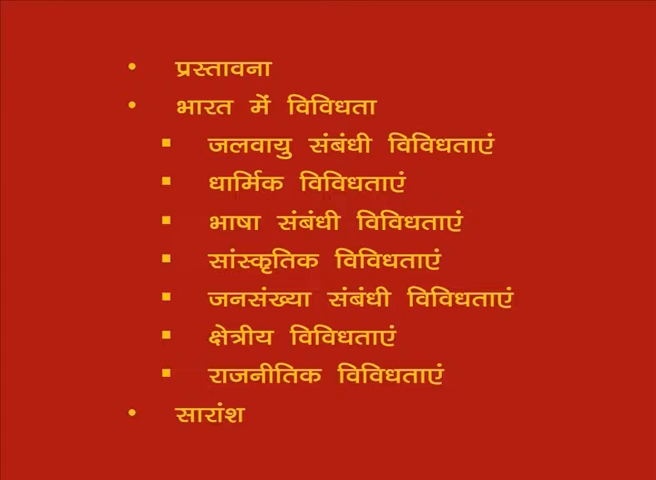 • प्रस्तावना
• भारत में विविधता
▪ जलवायु संबंधी विविधताएं
▪ धार्मिक विविधताएं
▪ भाषा संबंधी विविधताएं
▪ सांस्कृतिक विविधताएं
▪ जनसंख्या संबंधी विविधताएं
▪ क्षेत्रीय विविधताएं
▪ राजनीतिक विविधताएं
• सारांश